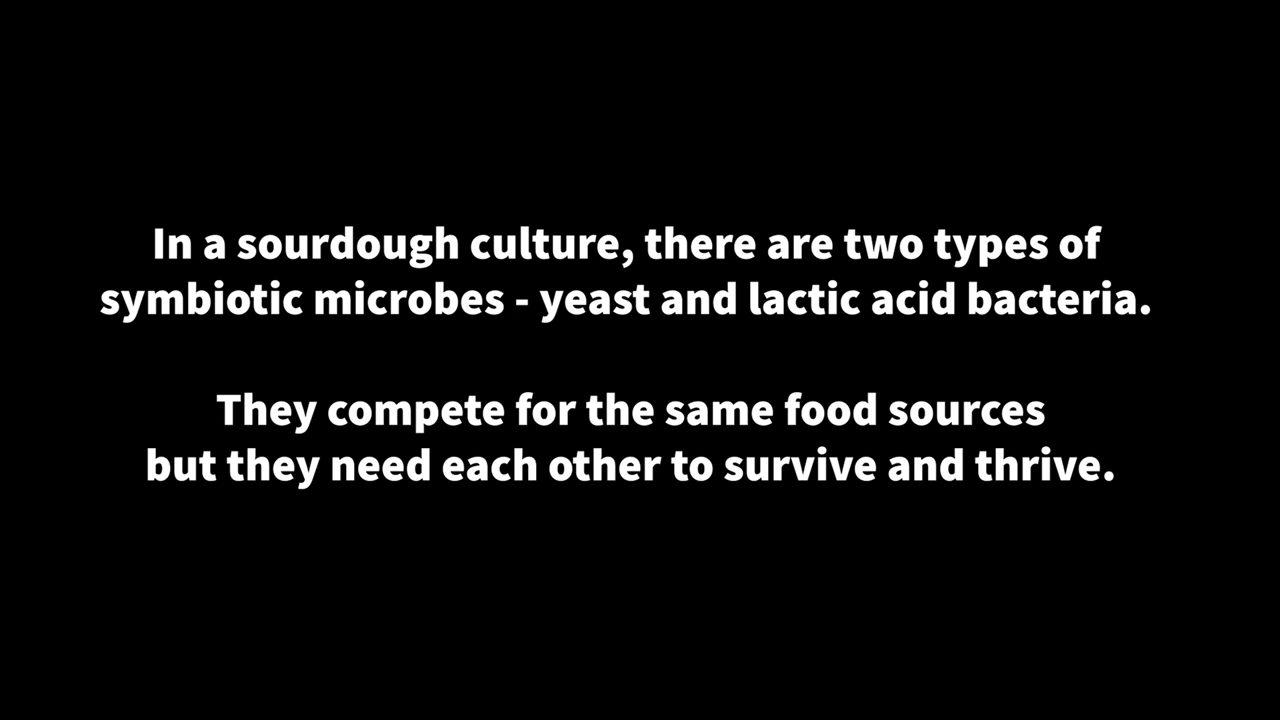 In a sourdough culture, there are two types of
symbiotic microbes - yeast and lactic acid bacteria.
They compete for the same food sources
but they need each other to survive and thrive.